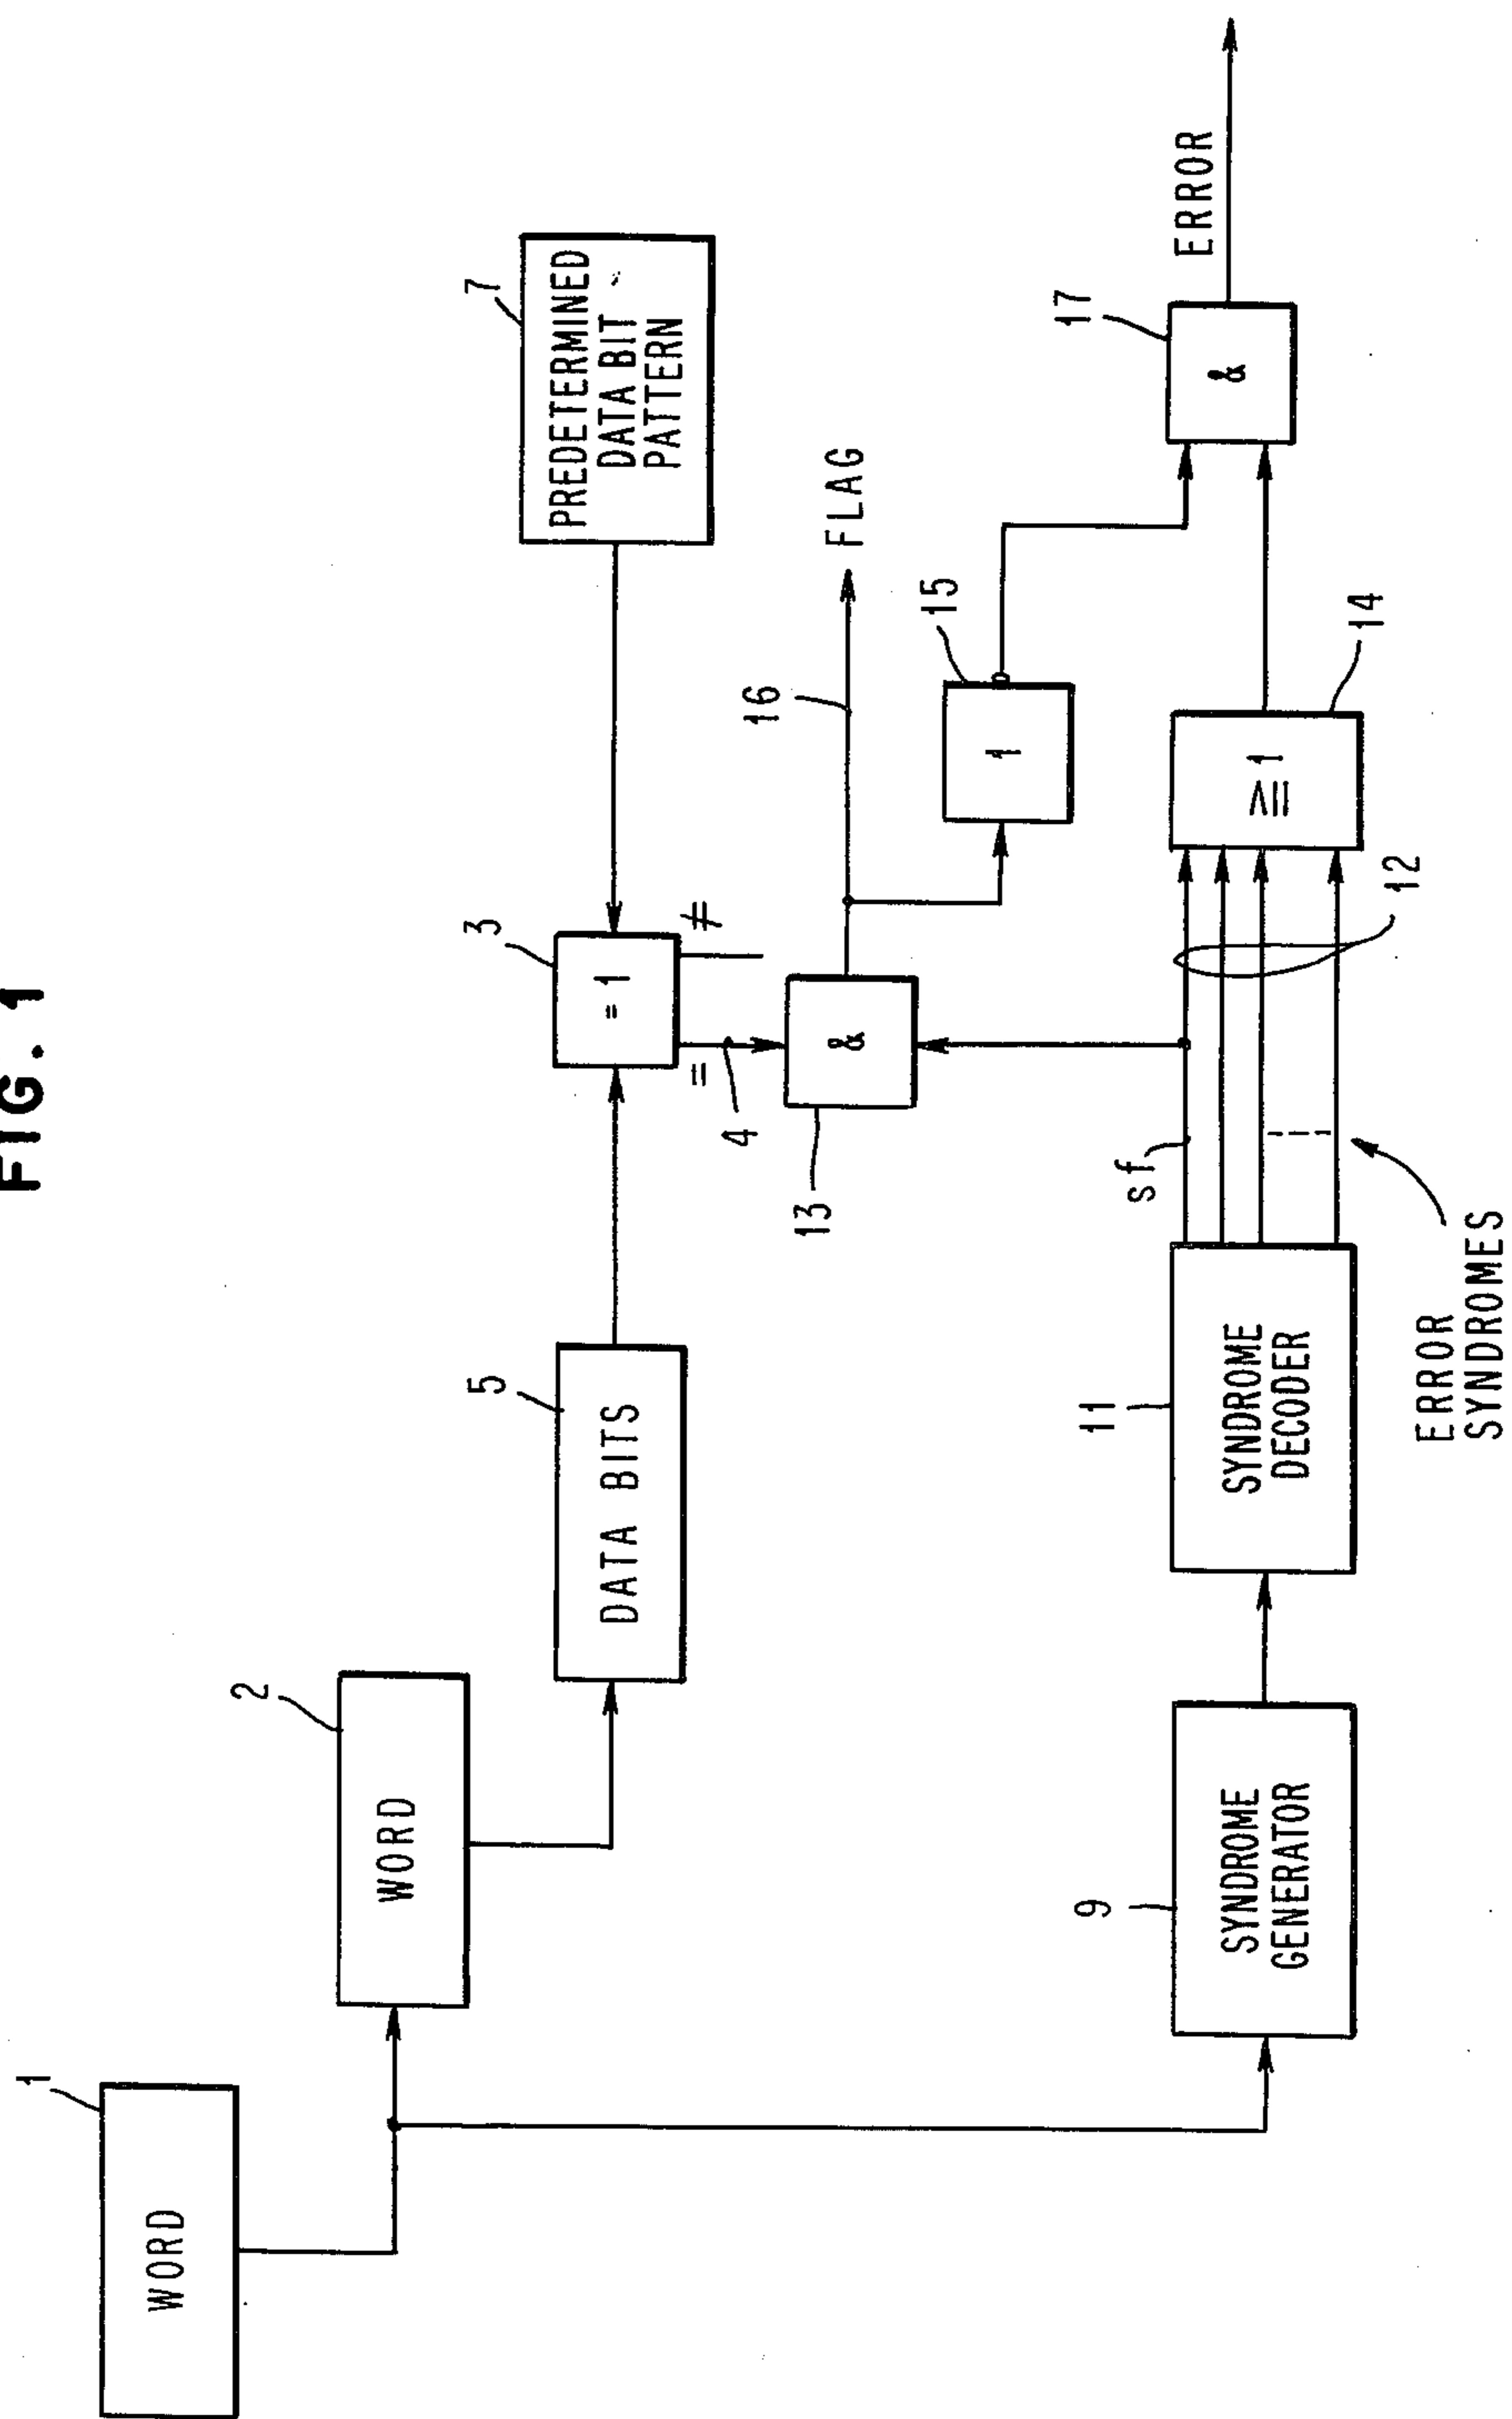 FIG. 1
1
WORD
2
WORD
5
DATA BITS
3
= 1
=
≠
4
7
PREDETERMINED
DATA BIT
PATTERN
13
&
16
FLAG
15
1
9
SYNDROME
GENERATOR
11
SYNDROME
DECODER
sf
ERROR
SYNDROMES
12
≥ 1
14
17
&
ERROR